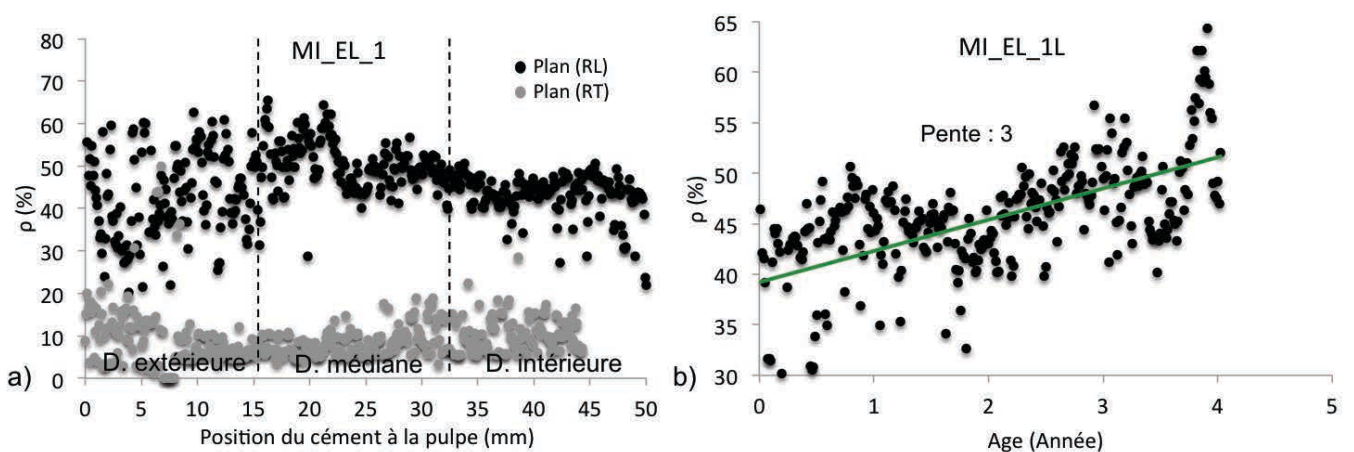 a)
MI_EL_1
Plan (RL)
Plan (RT)
ρ (%)
80
70
60
50
40
30
20
10
0
D. extérieure
D. médiane
D. intérieure
0 5 10 15 20 25 30 35 40 45 50
Position du cément à la pulpe (mm)
b)
MI_EL_1L
Pente : 3
ρ (%)
65
60
55
50
45
40
35
30
0 1 2 3 4 5
Age (Année)